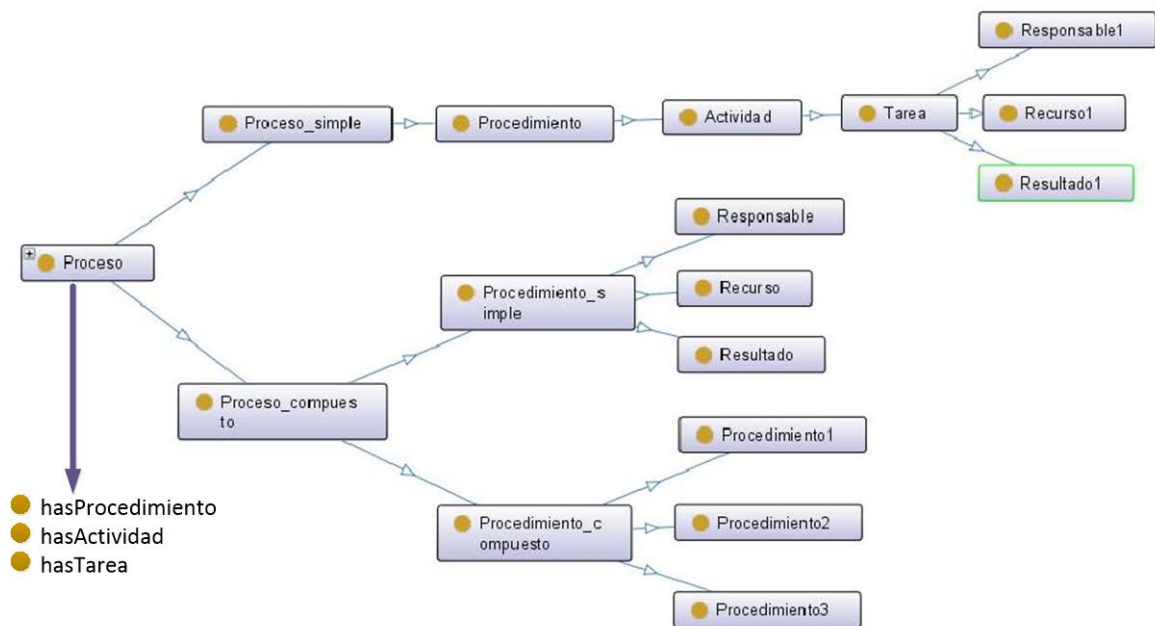 Responsable1
Proceso_simple
Procedimiento
Actividad
Tarea
Recurso1
Resultado1
Responsable
Proceso
Procedimiento_s
imple
Recurso
Resultado
Proceso_compues
to
Procedimiento1
hasProcedimiento
hasActividad
hasTarea
Procedimiento_c
ompuesto
Procedimiento2
Procedimiento3